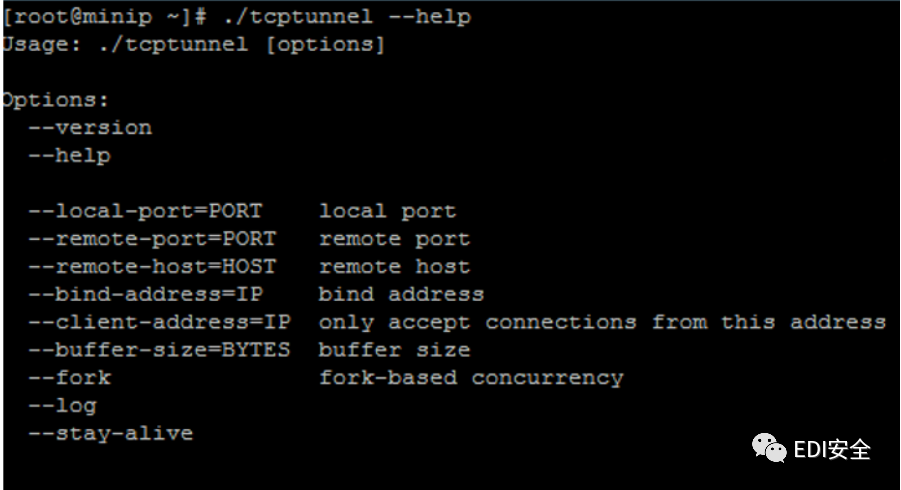 [root@minip ~]# ./tcptunnel --help
Usage: ./tcptunnel [options]
Options:
--version
--help
--local-port=PORT local port
--remote-port=PORT remote port
--remote-host=HOST remote host
--bind-address=IP bind address
--client-address=IP only accept connections from this address
--buffer-size=BYTES buffer size
--fork fork-based concurrency
--log
--stay-alive
EDI安全